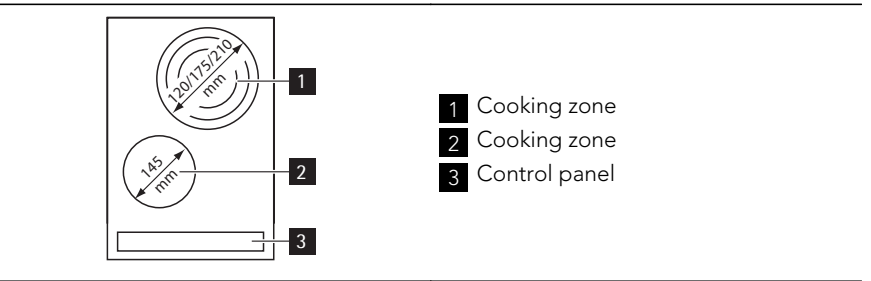 120/175/210
mm
1
145
mm
2
3
1 Cooking zone
2 Cooking zone
3 Control panel